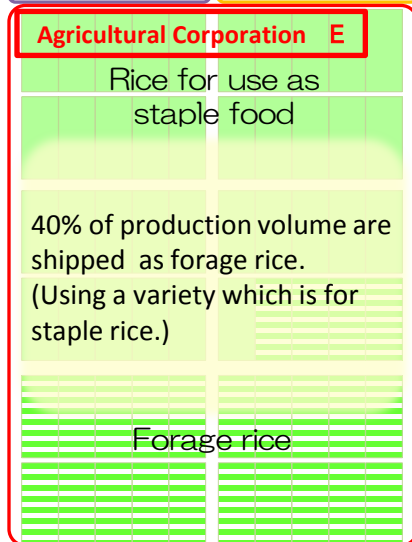 Agricultural Corporation E
Rice for use as
staple food
40% of production volume are
shipped as forage rice.
(Using a variety which is for
staple rice.)
Forage rice